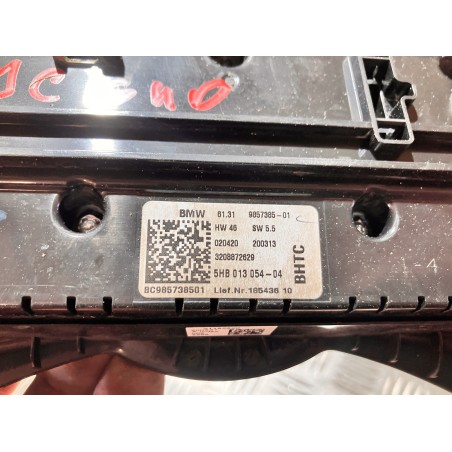 BMW 61.31 9857385-01
HW 46 SW 5.5
020420 200313
3208872629
5HB 013 054-04
BC985738501 Lief.Nr. 185436 10
BHTC